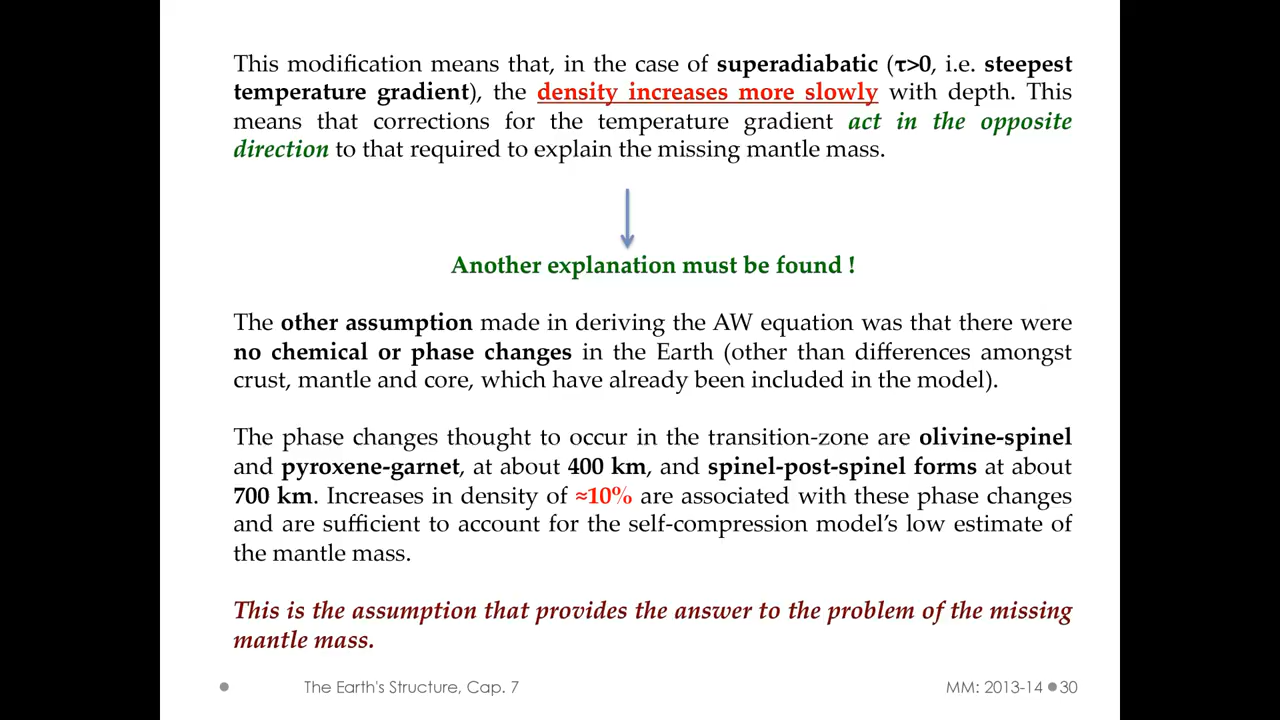 This modification means that, in the case of superadiabatic (τ>0, i.e. steepest
temperature gradient), the density increases more slowly with depth. This
means that corrections for the temperature gradient act in the opposite
direction to that required to explain the missing mantle mass.
Another explanation must be found !
The other assumption made in deriving the AW equation was that there were
no chemical or phase changes in the Earth (other than differences amongst
crust, mantle and core, which have already been included in the model).
The phase changes thought to occur in the transition-zone are olivine-spinel
and pyroxene-garnet, at about 400 km, and spinel-post-spinel forms at about
700 km. Increases in density of ≈10% are associated with these phase changes
and are sufficient to account for the self-compression model's low estimate of
the mantle mass.
This is the assumption that provides the answer to the problem of the missing
mantle mass.
The Earth's Structure, Cap. 7 MM: 2013-14 30